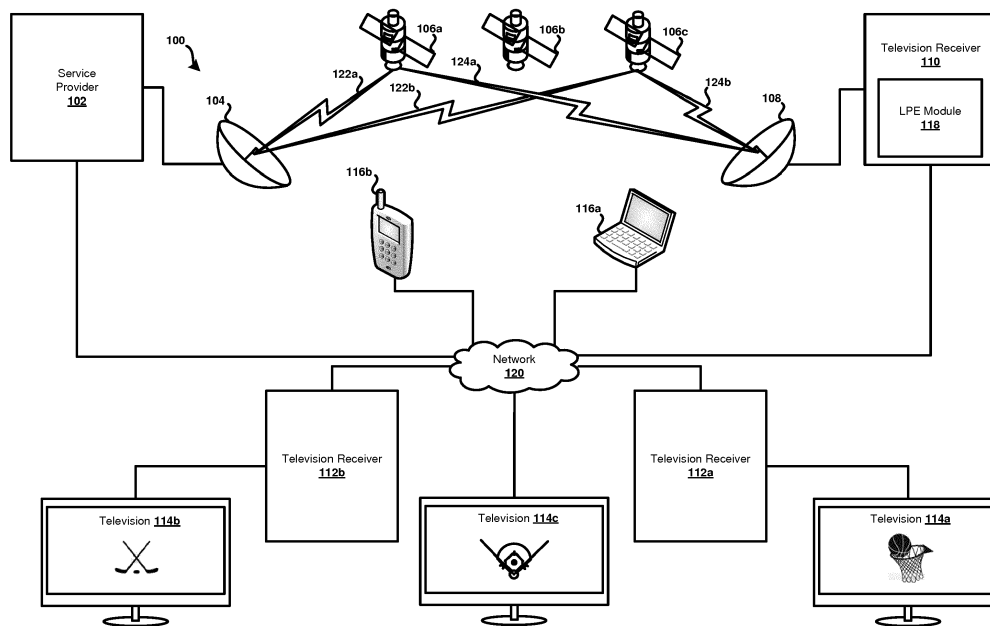 100
Service
Provider
102
104
106a
106b
106c
122a
122b
124a
124b
108
Television Receiver
110
LPE Module
118
116b
116a
Network
120
Television Receiver
112b
Television Receiver
112a
Television 114b
Television 114c
Television 114a